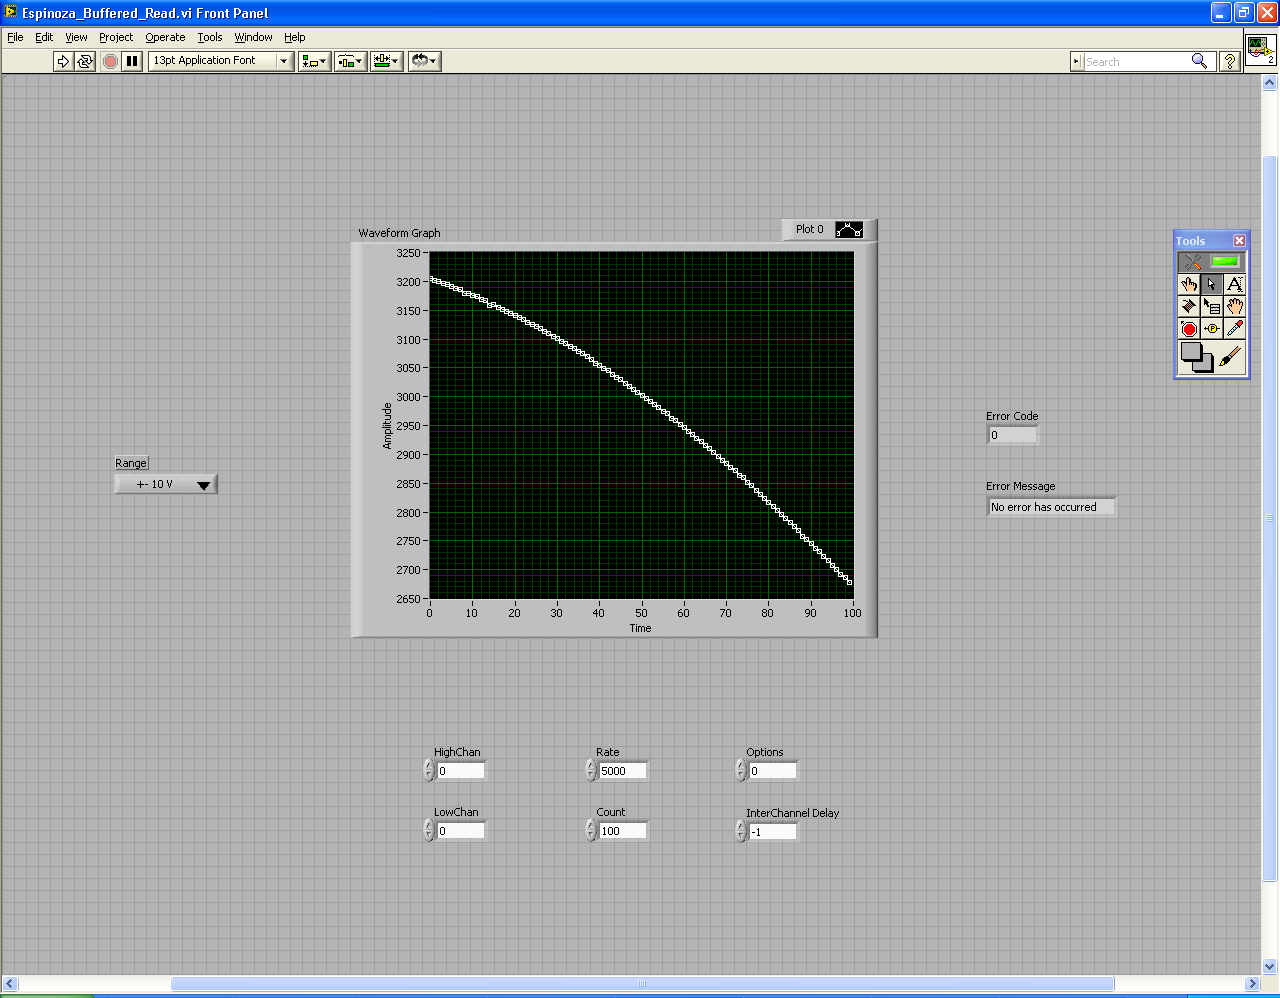 Espinoza_Buffered_Read.vi Front Panel
File Edit View Project Operate Tools Window Help
13pt Application Font
Search
?
2
Waveform Graph
Plot 0
Amplitude
3250
3200
3150
3100
3050
3000
2950
2900
2850
2800
2750
2700
2650
0 10 20 30 40 50 60 70 80 90 100
Time
Tools
A
P
Range
+- 10 V
Error Code
0
Error Message
No error has occurred
HighChan
0
Rate
5000
Options
0
LowChan
0
Count
100
InterChannel Delay
-1